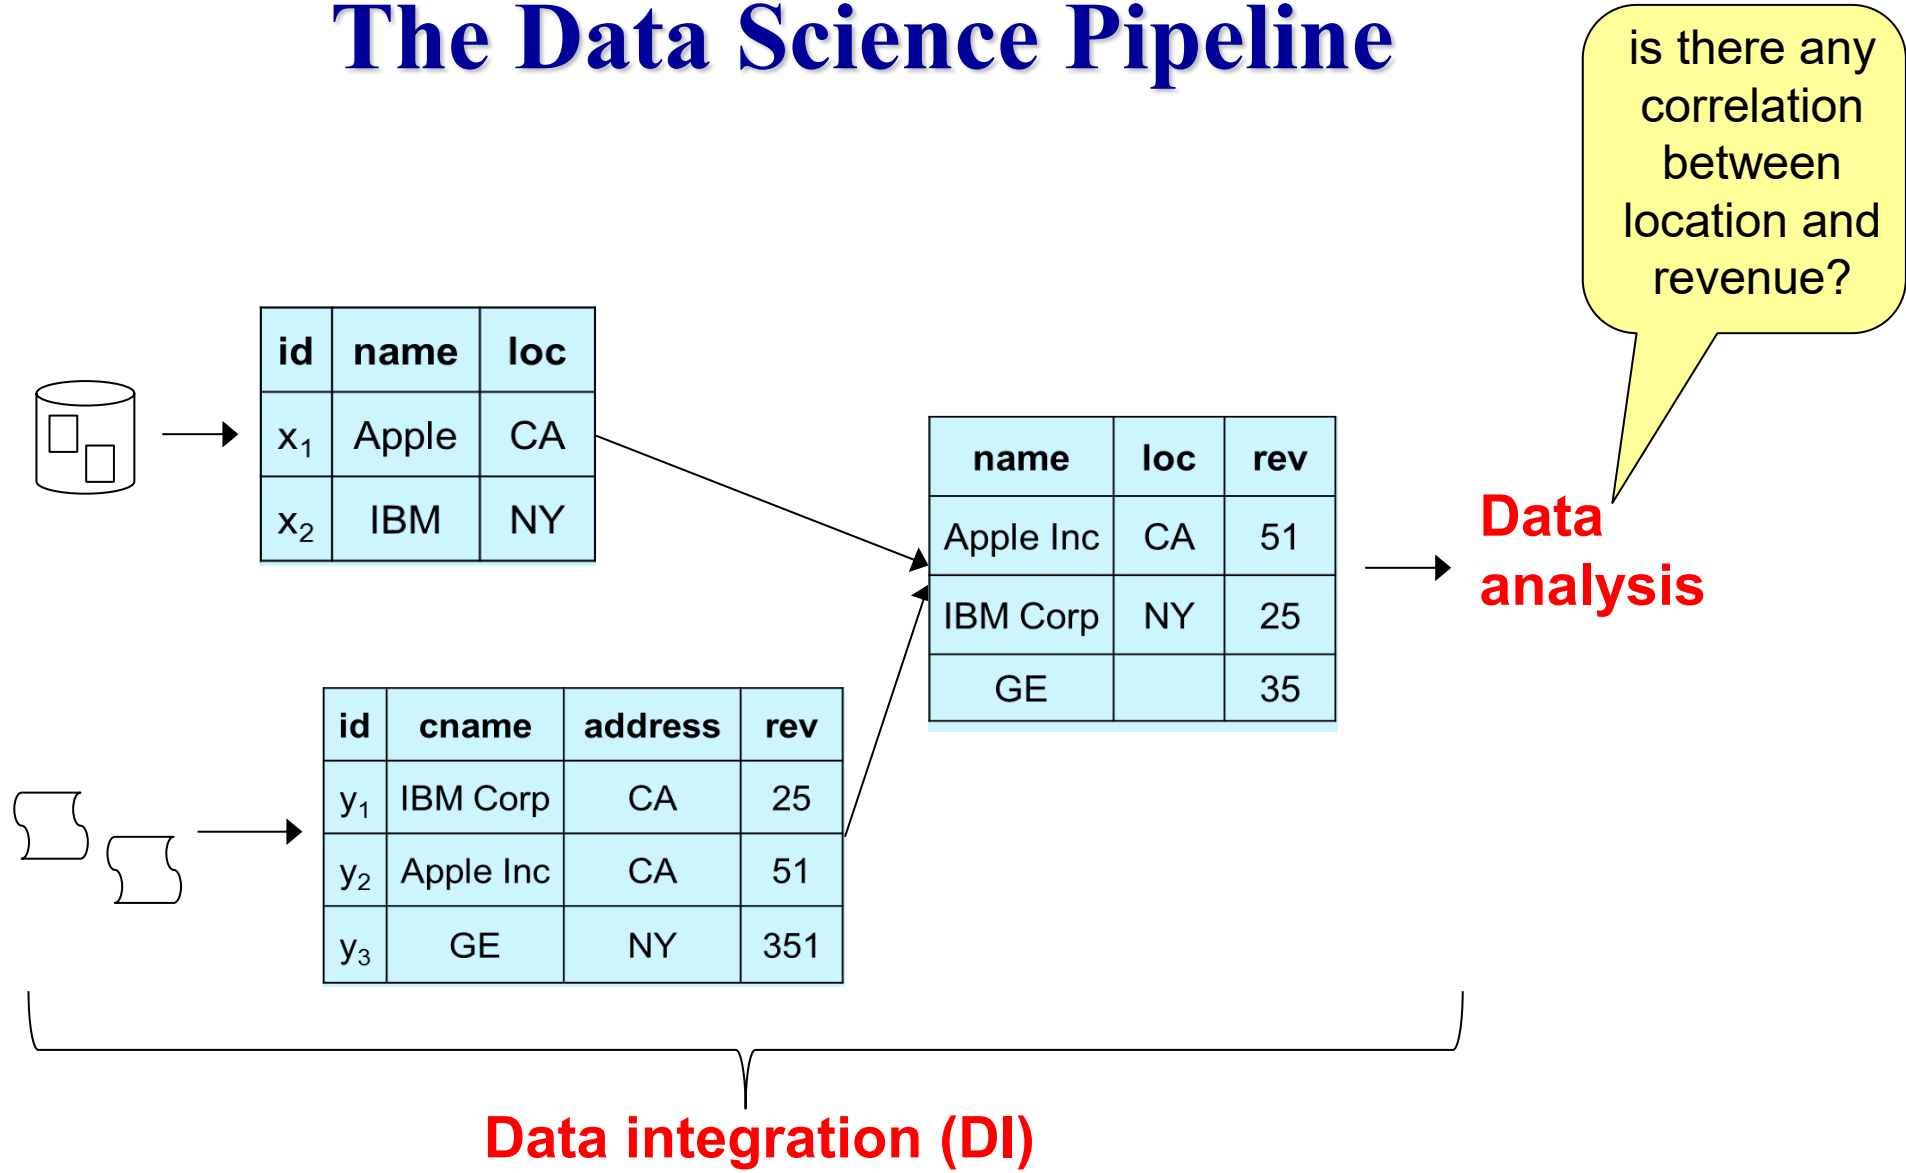 The Data Science Pipeline
is there any
correlation
between
location and
revenue?
id name loc
x₁ Apple CA
x₂ IBM NY
name loc rev
Apple Inc CA 51
IBM Corp NY 25
GE 35
Data
analysis
id cname address rev
y₁ IBM Corp CA 25
y₂ Apple Inc CA 51
y₃ GE NY 351
Data integration (DI)